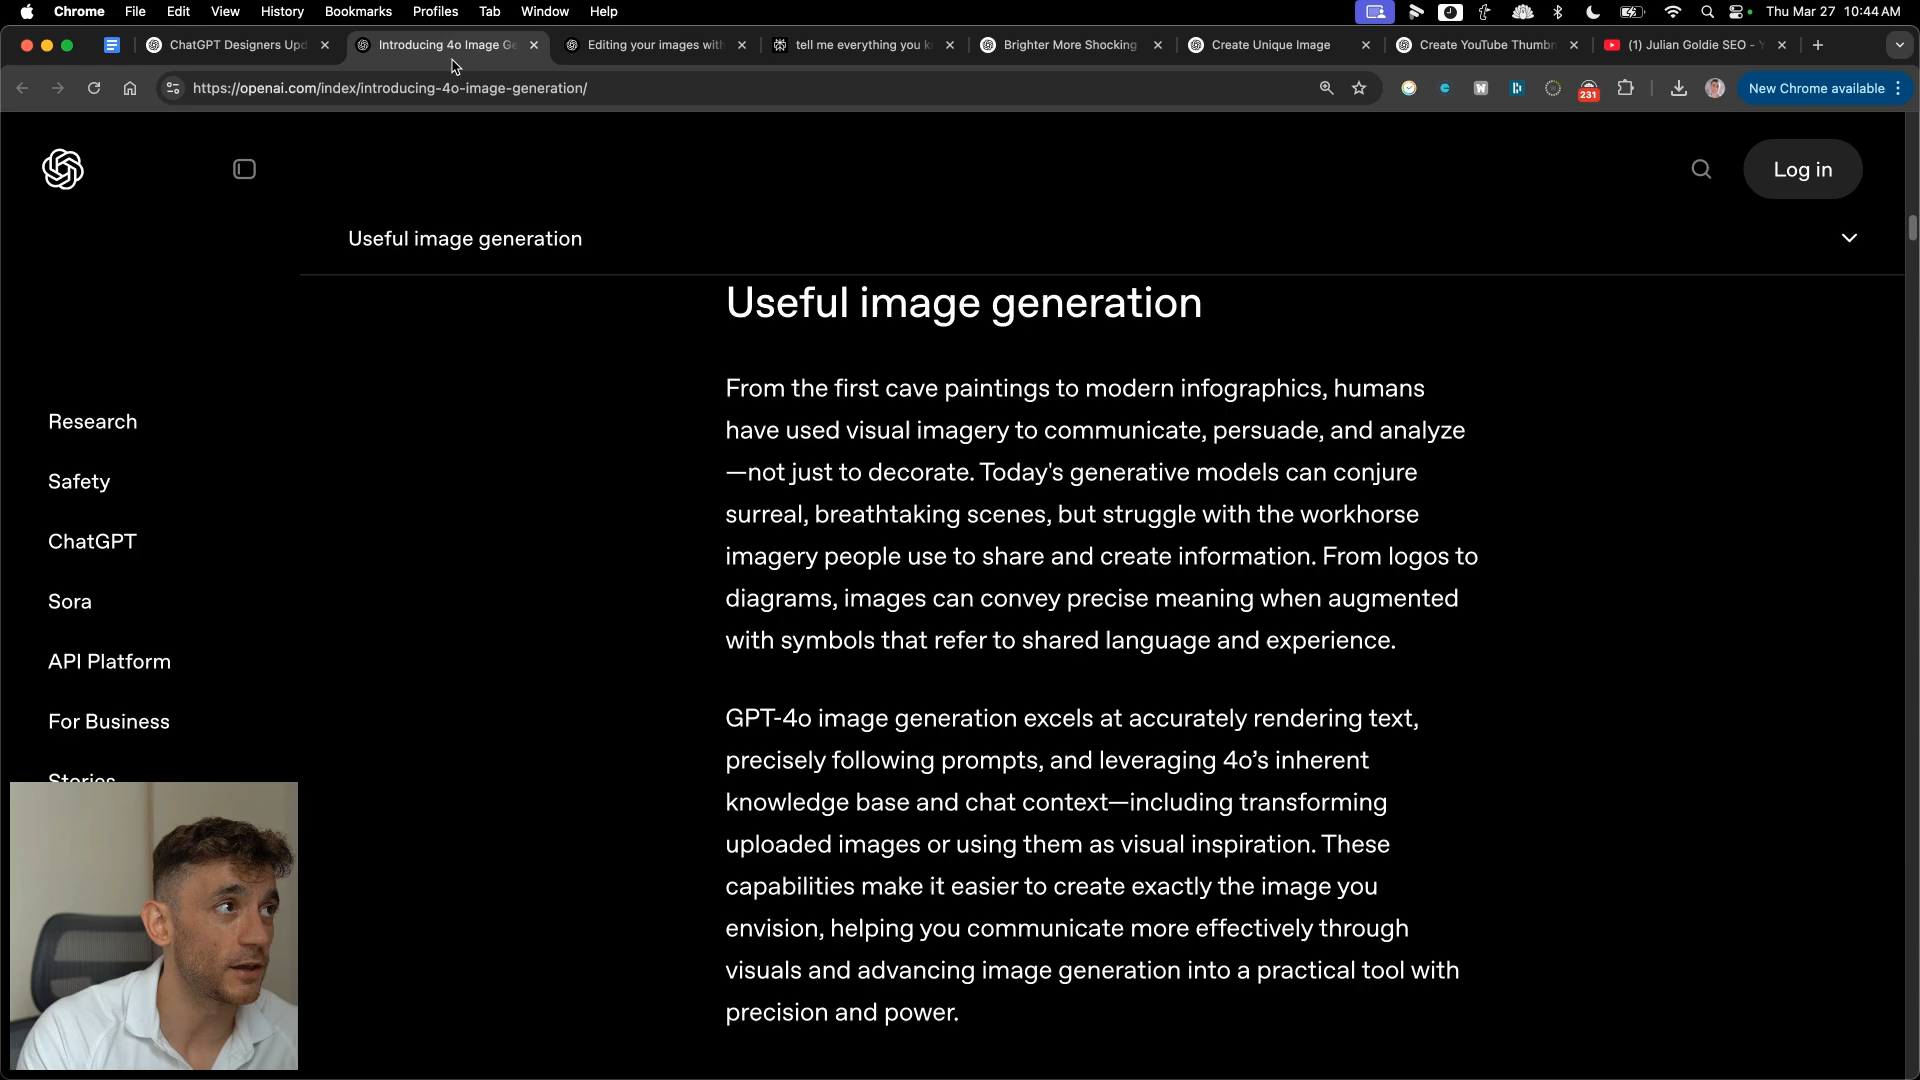 Chrome File Edit View History Bookmarks Profiles Tab Window Help Thu Mar 27 10:44 AM
ChatGPT Designers Upd Introducing 4o Image Ge Editing your images with tell me everything you k Brighter More Shocking Create Unique Image Create YouTube Thumbn (1) Julian Goldie SEO - Y
https://openai.com/index/introducing-4o-image-generation/ 231 New Chrome available
Log in
Useful image generation
Useful image generation
From the first cave paintings to modern infographics, humans
have used visual imagery to communicate, persuade, and analyze
—not just to decorate. Today's generative models can conjure
surreal, breathtaking scenes, but struggle with the workhorse
imagery people use to share and create information. From logos to
diagrams, images can convey precise meaning when augmented
with symbols that refer to shared language and experience.
GPT-4o image generation excels at accurately rendering text,
precisely following prompts, and leveraging 4o’s inherent
knowledge base and chat context—including transforming
uploaded images or using them as visual inspiration. These
capabilities make it easier to create exactly the image you
envision, helping you communicate more effectively through
visuals and advancing image generation into a practical tool with
precision and power.
Research
Safety
ChatGPT
Sora
API Platform
For Business
Stories